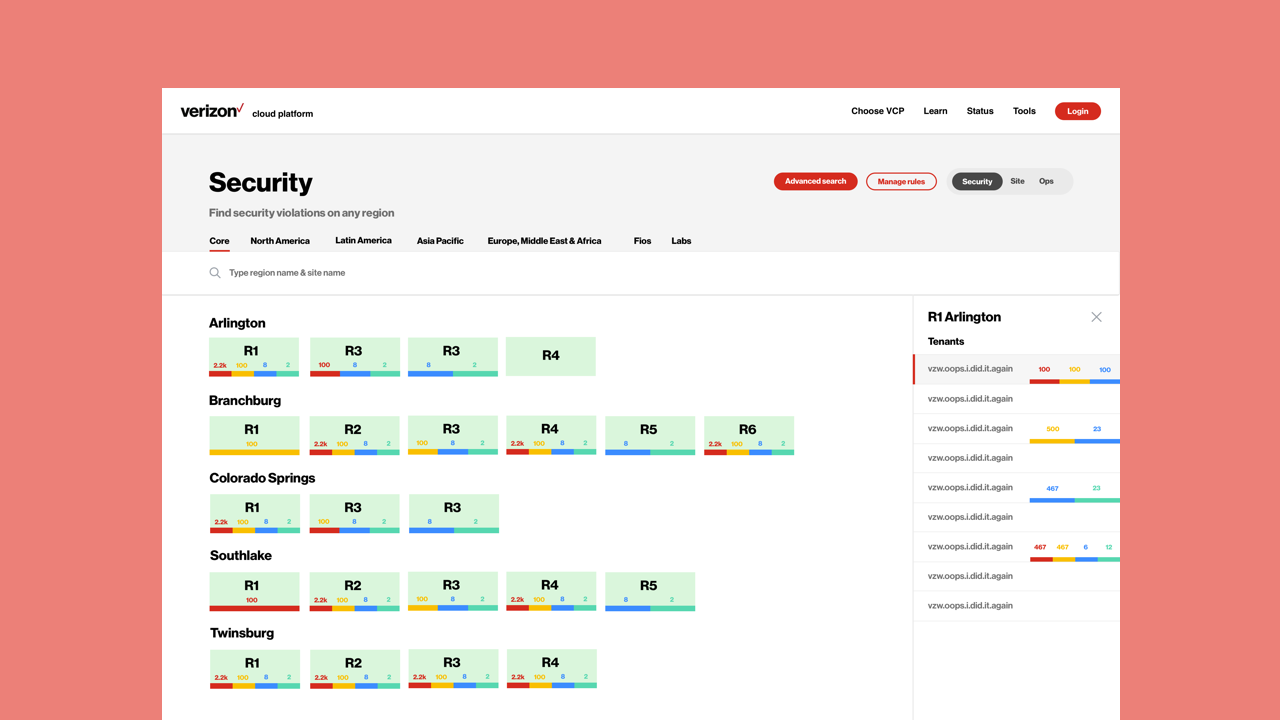 verizon✓ cloud platform
Choose VCP Learn Status Tools Login
Security
Advanced search Manage rules Security Site Ops
Find security violations on any region
Core North America Latin America Asia Pacific Europe, Middle East & Africa Fios Labs
Type region name & site name
Arlington
R1 R3 R3 R4
2.2k 100 8 2 100 8 2 8 2
Branchburg
R1 R2 R3 R4 R5 R6
100 2.2k 100 8 2 100 8 2 2.2k 100 8 2 8 2 2.2k 100 8 2
Colorado Springs
R1 R3 R3
2.2k 100 8 2 100 8 2 8 2
Southlake
R1 R2 R3 R4 R5
100 2.2k 100 8 2 100 8 2 2.2k 100 8 2 8 2
Twinsburg
R1 R2 R3 R4
2.2k 100 8 2 2.2k 100 8 2 2.2k 100 8 2 2.2k 100 8 2
R1 Arlington
Tenants
vzw.oops.i.did.it.again 100 100 100
vzw.oops.i.did.it.again
vzw.oops.i.did.it.again 500 23
vzw.oops.i.did.it.again
vzw.oops.i.did.it.again 467 23
vzw.oops.i.did.it.again
vzw.oops.i.did.it.again 467 467 6 12
vzw.oops.i.did.it.again
vzw.oops.i.did.it.again